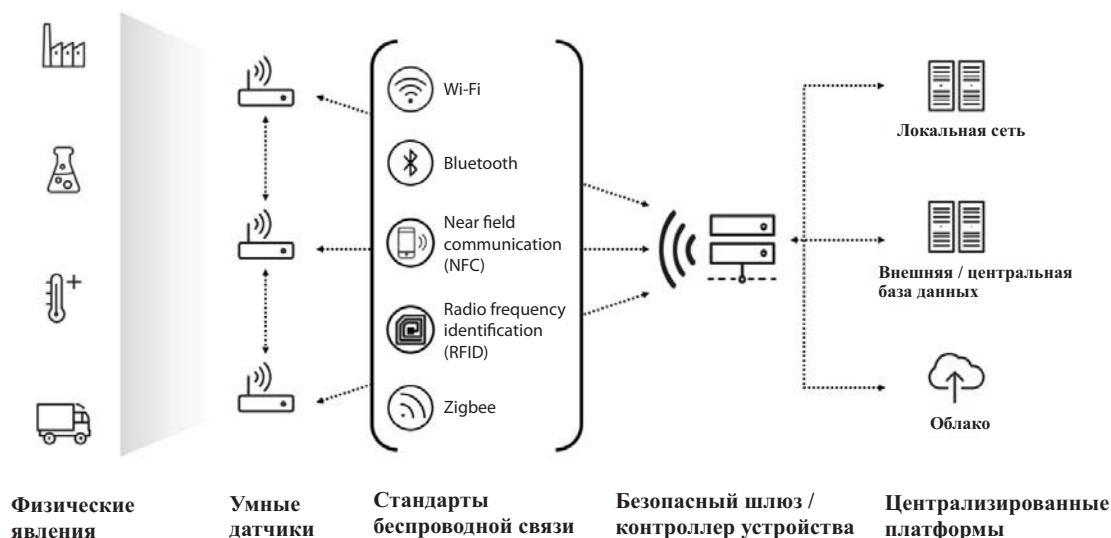 Wi-Fi
Bluetooth
Near field
communication
(NFC)
Radio frequency
identification
(RFID)
Zigbee
Локальная сеть
Внешняя / центральная
база данных
Облако
Физические
явления
Умные
датчики
Стандарты
беспроводной связи
Безопасный шлюз /
контроллер устройства
Централизированные
платформы